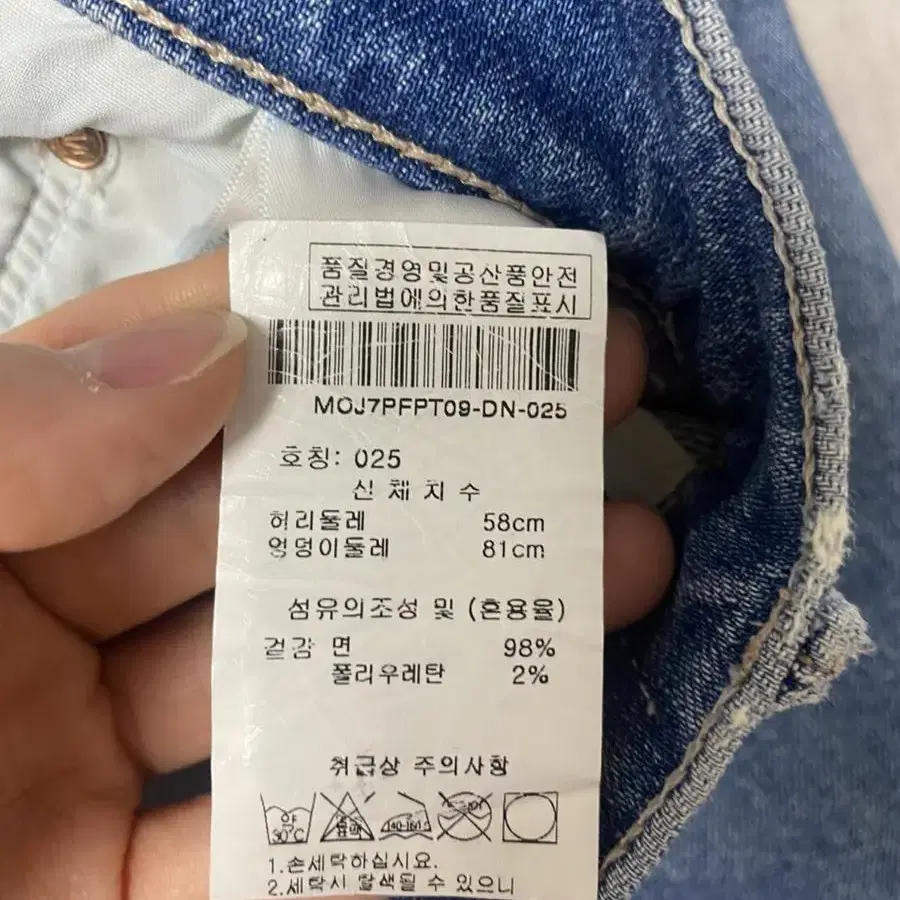 품질경영및공산품안전
관리법에의한품질표시
MOJ7PFPT09-DN-025
호칭: 025
신 체 치 수
허리둘레 58cm
엉덩이둘레 81cm
섬유의조성 및 (혼용율)
겉감 면 98%
폴리우레탄 2%
취급상 주의사항
약 30℃ 140-160
1.손세탁하십시요.
2.세탁시 탈색될 수 있으니